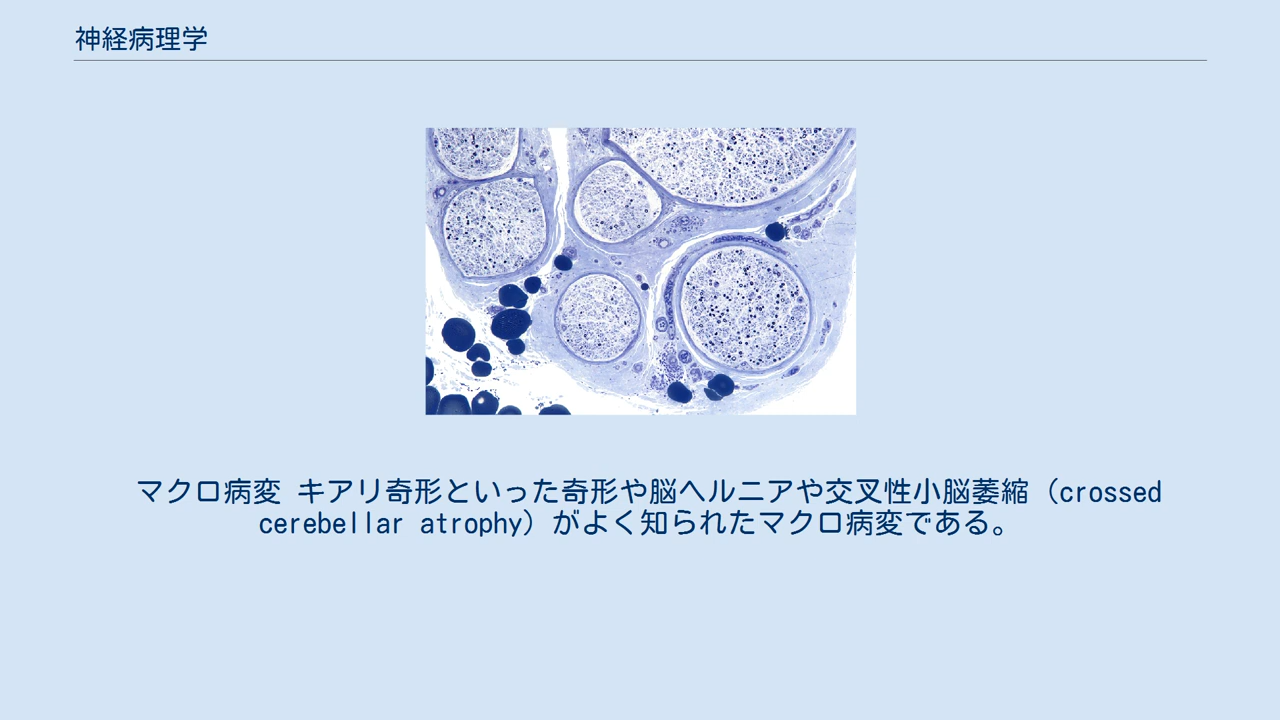 神経病理学
マクロ病変 キアリ奇形といった奇形や脳ヘルニアや交叉性小脳萎縮（crossed
cerebellar atrophy）がよく知られたマクロ病変である。